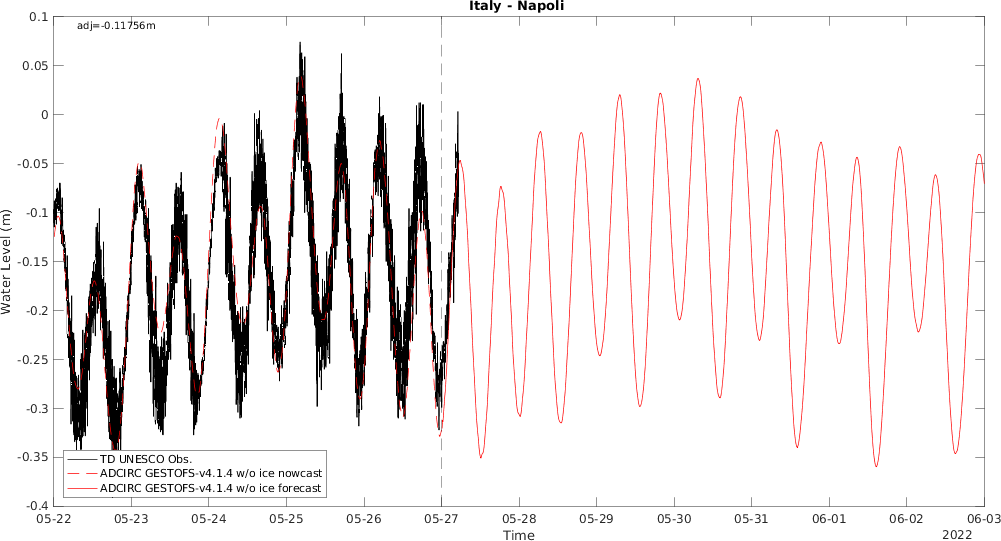 Italy - Napoli
adj=-0.11756m
0.1
0.05
0
-0.05
-0.1
-0.15
-0.2
-0.25
-0.3
-0.35
-0.4
Water Level (m)
TD UNESCO Obs.
ADCIRC GESTOFS-v4.1.4 w/o ice nowcast
ADCIRC GESTOFS-v4.1.4 w/o ice forecast
05-22 05-23 05-24 05-25 05-26 05-27 05-28 05-29 05-30 05-31 06-01 06-02 06-03
Time
2022